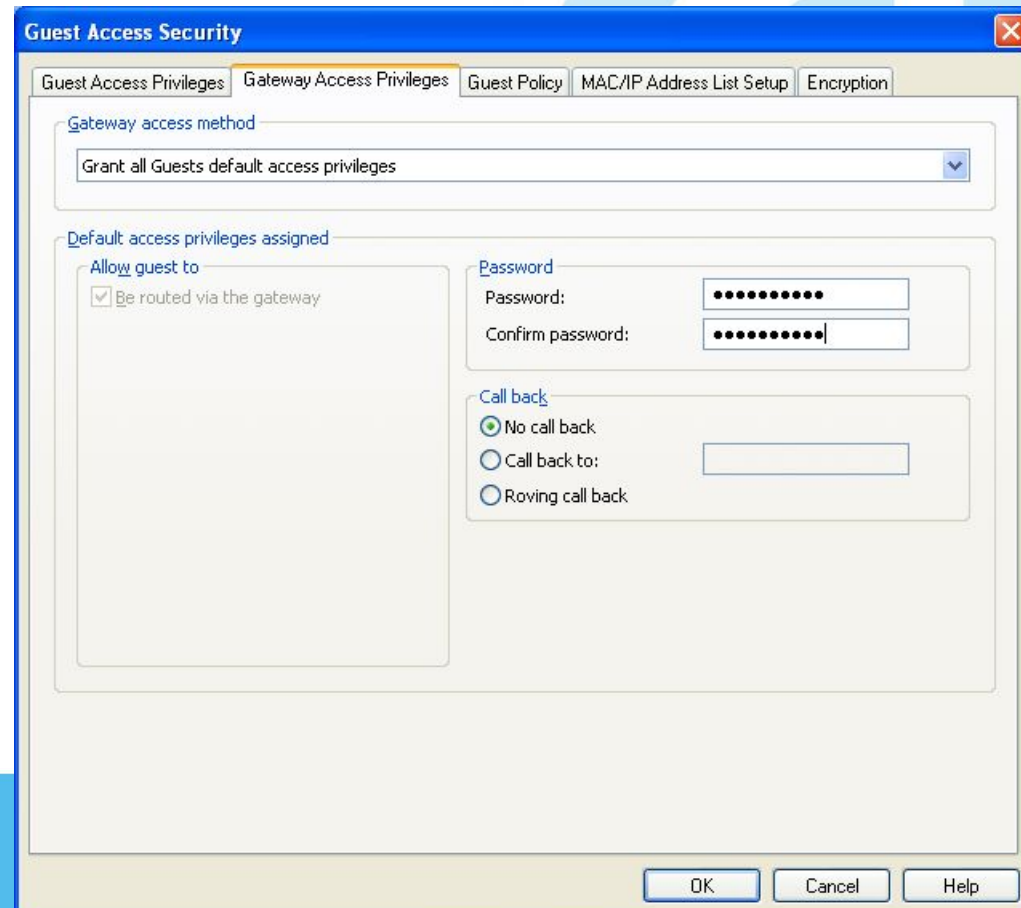 Guest Access Security
Guest Access Privileges
Gateway Access Privileges
Guest Policy
MAC/IP Address List Setup
Encryption
Gateway access method
Grant all Guests default access privileges
Default access privileges assigned
Allow guest to
Be routed via the gateway
Password
Password:
Confirm password:
Call back
No call back
Call back to:
Roving call back
OK
Cancel
Help